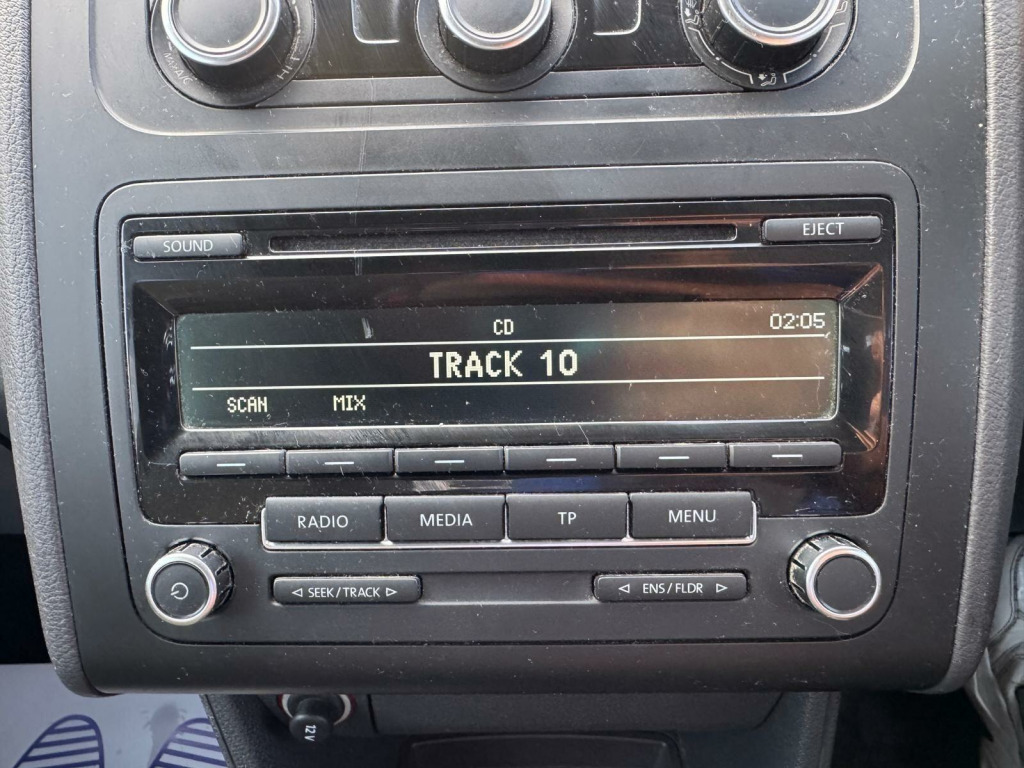 SOUND
EJECT
CD 02:05
TRACK 10
SCAN MIX
RADIO MEDIA TP MENU
◁ SEEK/TRACK ▷ ◁ ENS/FLDR ▷
12V